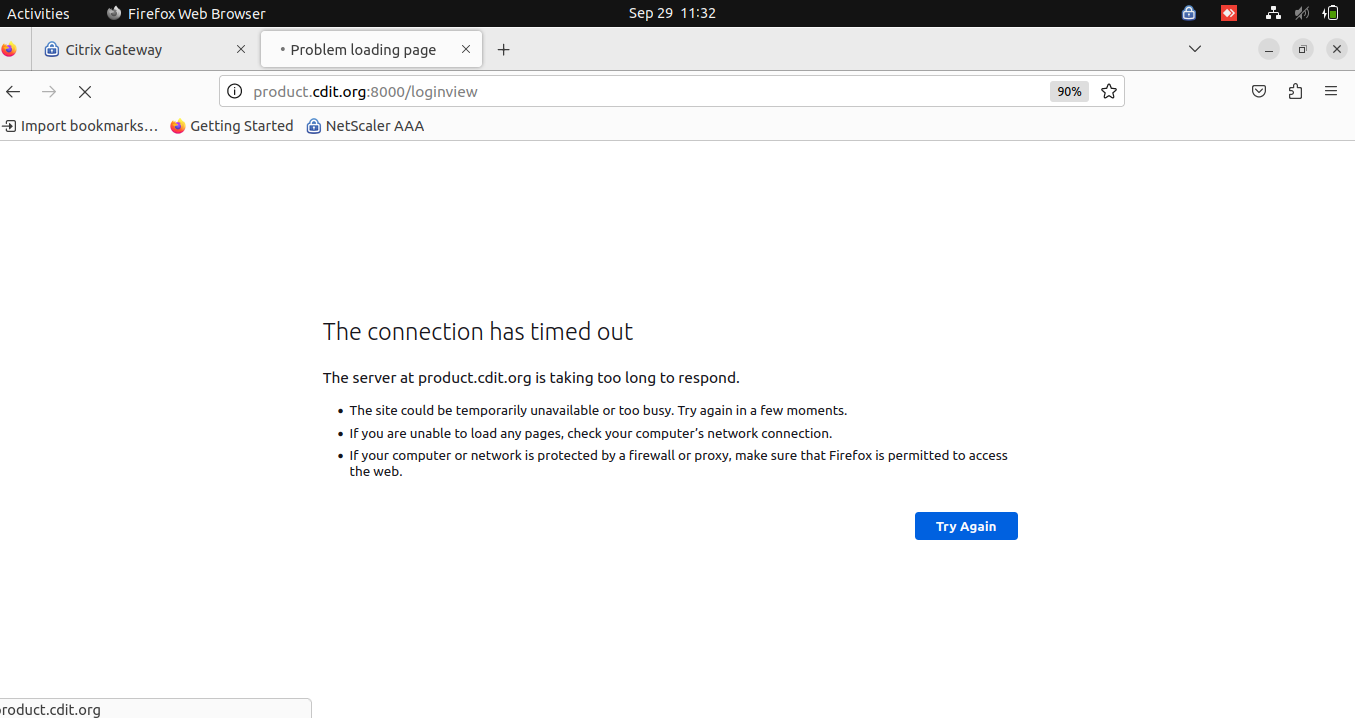 Activities Firefox Web Browser Sep 29 11:32
Citrix Gateway Problem loading page
product.cdit.org:8000/loginview 90%
Import bookmarks… Getting Started NetScaler AAA
The connection has timed out
The server at product.cdit.org is taking too long to respond.
• The site could be temporarily unavailable or too busy. Try again in a few moments.
• If you are unable to load any pages, check your computer’s network connection.
• If your computer or network is protected by a firewall or proxy, make sure that Firefox is permitted to access
the web.
Try Again
product.cdit.org